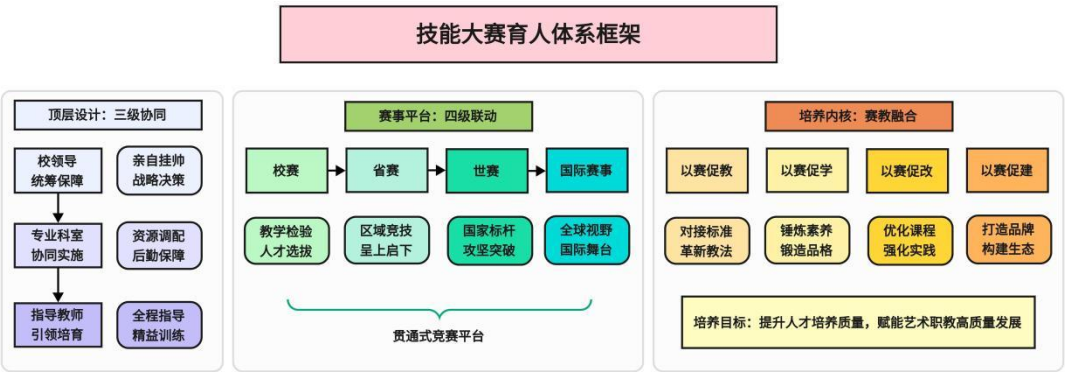 技能大赛育人体系框架
顶层设计：三级协同
校领导
统筹保障
亲自挂帅
战略决策
专业科室
协同实施
资源调配
后勤保障
指导教师
引领培育
全程指导
精益训练
赛事平台：四级联动
校赛
省赛
世赛
国际赛事
教学检验
人才选拔
区域竞技
呈上启下
国家标杆
攻坚突破
全球视野
国际舞台
贯通式竞赛平台
培养内核：赛教融合
以赛促教
以赛促学
以赛促改
以赛促建
对接标准
革新教法
锤炼素养
锻造品格
优化课程
强化实践
打造品牌
构建生态
培养目标：提升人才培养质量，赋能艺术职教高质量发展